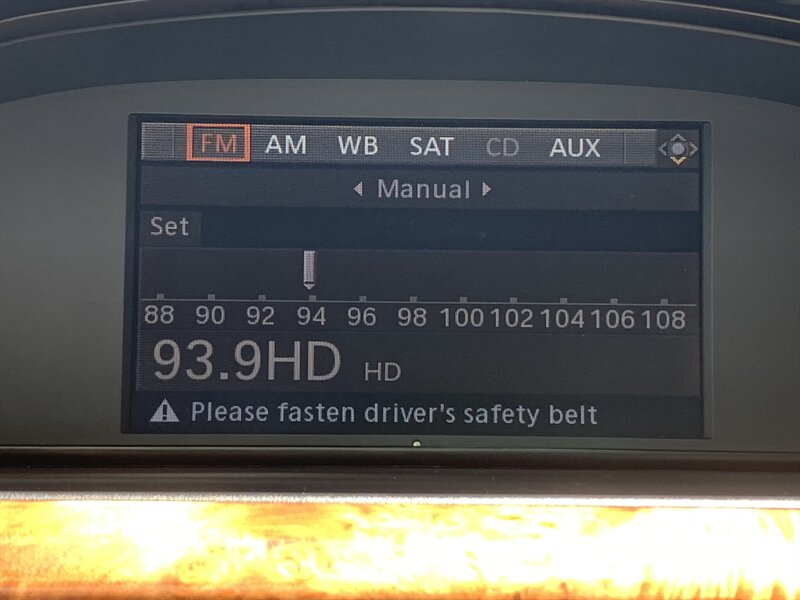 FM AM WB SAT CD AUX
Manual
Set
88 90 92 94 96 98 100 102 104 106 108
93.9HD HD
Please fasten driver's safety belt